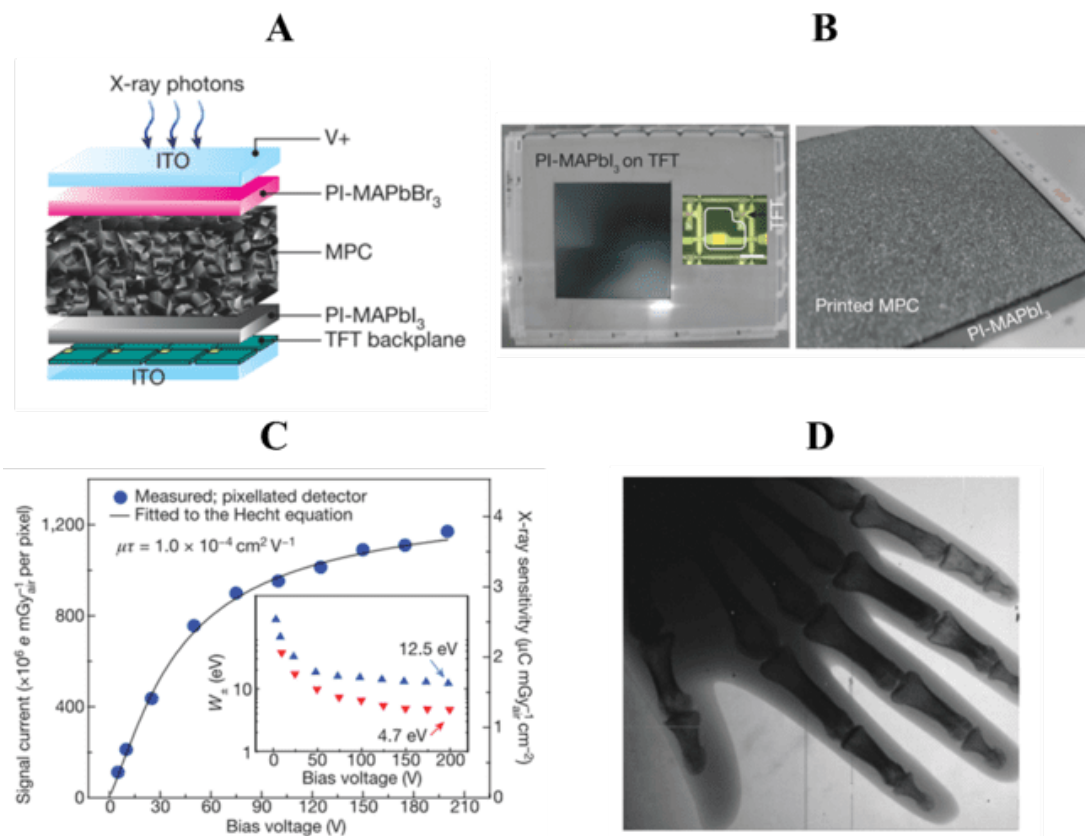 A
X-ray photons
ITO
V+
PI-MAPbBr₃
MPC
PI-MAPbI₃
TFT backplane
ITO
B
PI-MAPbI₃ on TFT
TFT
Printed MPC
PI-MAPbI₃
C
Measured; pixellated detector
Fitted to the Hecht equation
μτ = 1.0 × 10⁻⁴ cm² V⁻¹
Signal current (×10⁶ e mGy⁻¹air per pixel)
1,200
800
400
0
X-ray sensitivity (μC mGy⁻¹air cm⁻²)
4
3
2
1
0
0 30 60 90 120 150 180 210
Bias voltage (V)
W± (eV)
10
1
12.5 eV
4.7 eV
0 50 100 150 200
Bias voltage (V)
D